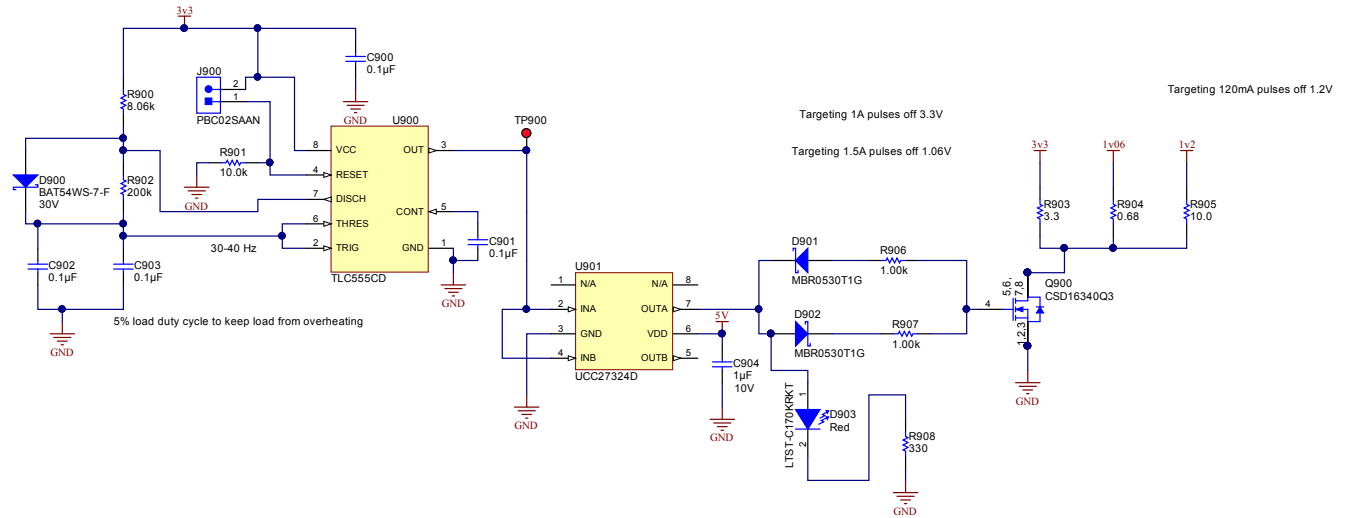 3v3
C900
0.1µF
GND
J900
2
1
PBC02SAAN
R900
8.06k
R901
10.0k
GND
D900
BAT54WS-7-F
30V
R902
200k
C902
0.1µF
C903
0.1µF
GND
30-40 Hz
5% load duty cycle to keep load from overheating
U900
8 VCC OUT 3
4 RESET
7 DISCH
6 THRES CONT 5
2 TRIG GND 1
TLC555CD
C901
0.1µF
GND
TP900
U901
1 N/A N/A 8
2 INA OUTA 7
3 GND VDD 6
4 INB OUTB 5
UCC27324D
GND
5V
C904
1µF
10V
GND
D901
MBR0530T1G
R906
1.00k
D902
MBR0530T1G
R907
1.00k
1
D903
Red
2
LTST-C170KRKT
R908
330
GND
Targeting 1A pulses off 3.3V
Targeting 1.5A pulses off 1.06V
Targeting 120mA pulses off 1.2V
3v3
1v06
1v2
R903
3.3
R904
0.68
R905
10.0
4
5,6,
7,8
1,2,3
Q900
CSD16340Q3
GND